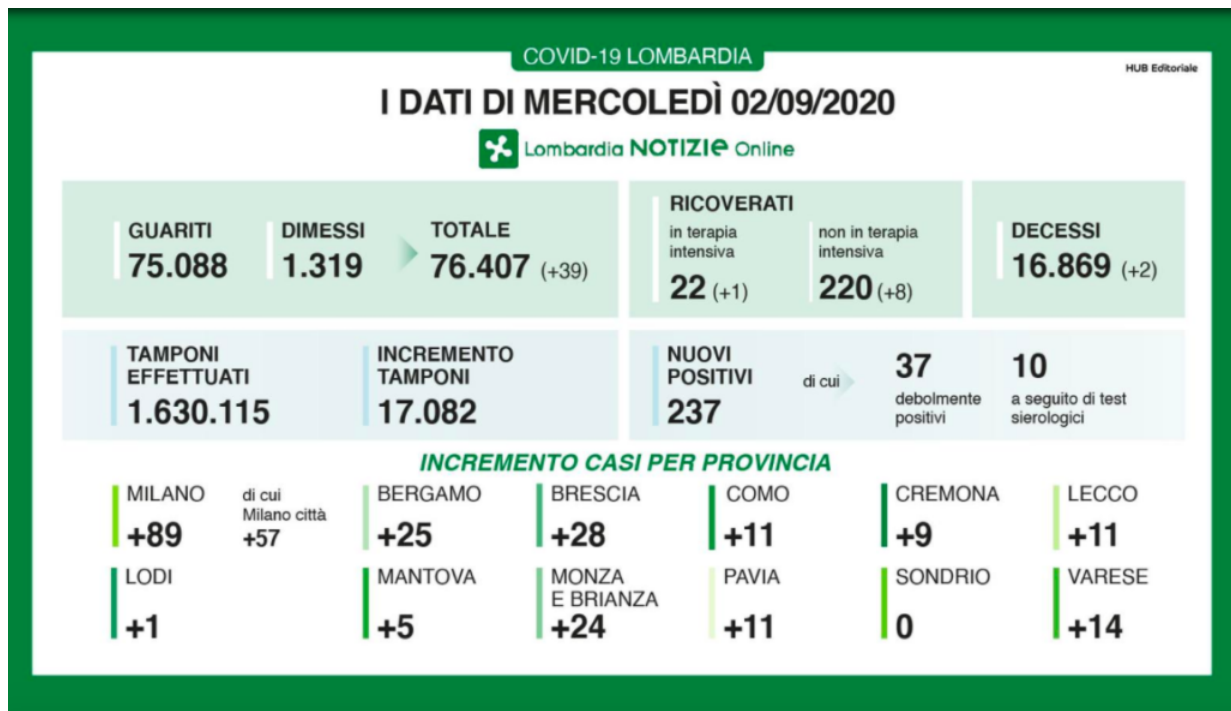 COVID-19 LOMBARDIA
HUB Editoriale
I DATI DI MERCOLEDÌ 02/09/2020
Lombardia NOTIZIE Online
GUARITI
75.088
DIMESSI
1.319
TOTALE
76.407 (+39)
RICOVERATI
in terapia
intensiva
22 (+1)
non in terapia
intensiva
220 (+8)
DECESSI
16.869 (+2)
TAMPONI
EFFETTUATI
1.630.115
INCREMENTO
TAMPONI
17.082
NUOVI
POSITIVI
237
di cui
37
debolmente
positivi
10
a seguito di test
sierologici
INCREMENTO CASI PER PROVINCIA
MILANO
+89
di cui
Milano città
+57
BERGAMO
+25
BRESCIA
+28
COMO
+11
CREMONA
+9
LECCO
+11
LODI
+1
MANTOVA
+5
MONZA
E BRIANZA
+24
PAVIA
+11
SONDRIO
0
VARESE
+14